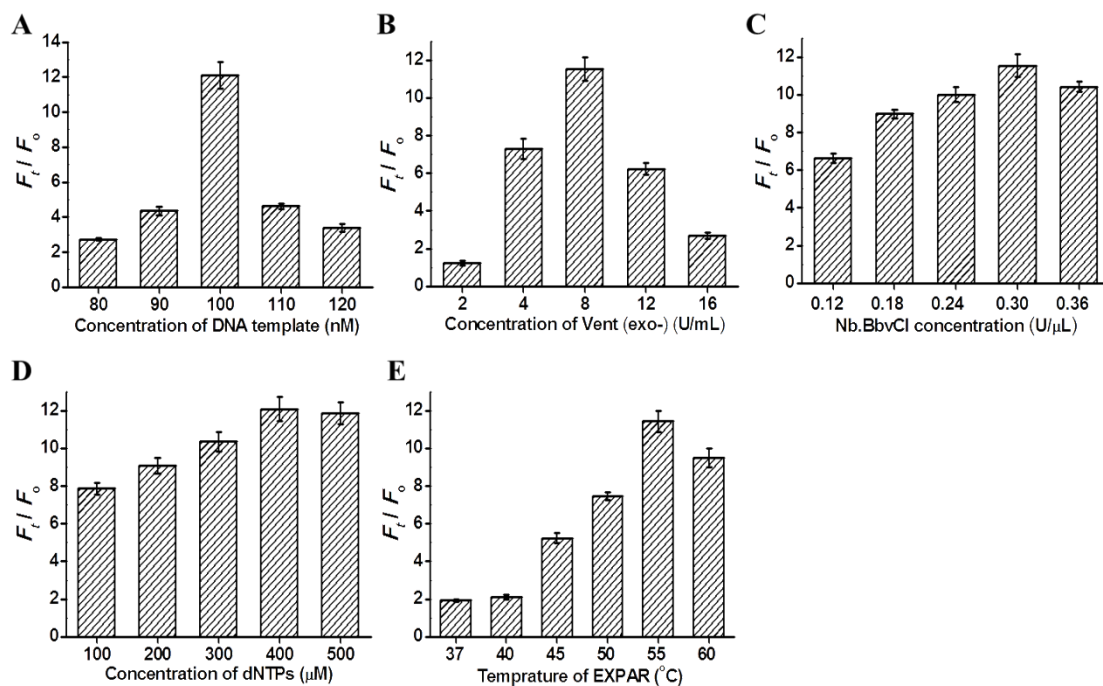 A
B
C
14
12
10
8
6
4
2
0
Ft / Fo
80 90 100 110 120
Concentration of DNA template (nM)
12
10
8
6
4
2
0
Ft / Fo
2 4 8 12 16
Concentration of Vent (exo-) (U/mL)
12
10
8
6
4
2
0
Ft / Fo
0.12 0.18 0.24 0.30 0.36
Nb.BbvCI concentration (U/μL)
D
E
12
10
8
6
4
2
0
Ft / Fo
100 200 300 400 500
Concentration of dNTPs (μM)
12
10
8
6
4
2
0
Ft / Fo
37 40 45 50 55 60
Temprature of EXPAR (°C)